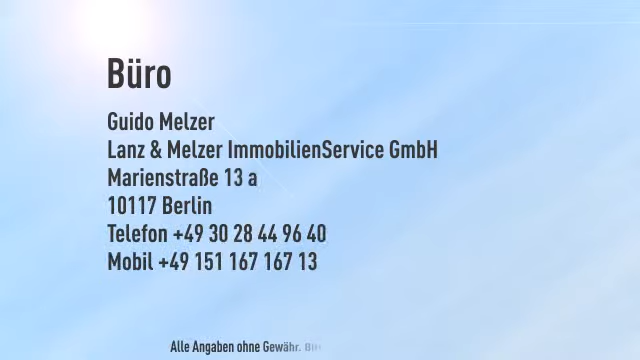 Büro
Guido Melzer
Lanz & Melzer ImmobilienService GmbH
Marienstraße 13 a
10117 Berlin
Telefon +49 30 28 44 96 40
Mobil +49 151 167 167 13
Alle Angaben ohne Gewähr.